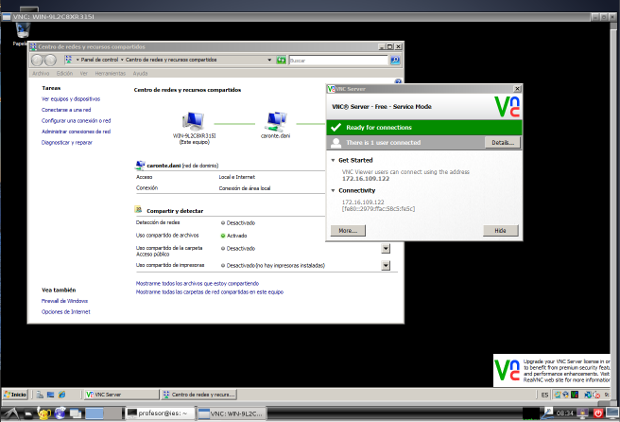 VNC: WIN-9L2C8XR315I
Centro de redes y recursos compartidos
Panel de control
Centro de redes y recursos compartidos
Buscar
Archivo Edición Ver Herramientas Ayuda
Tareas
Ver equipos y dispositivos
Conectarse a una red
Configurar una conexión o red
Administrar conexiones de red
Diagnosticar y reparar
Centro de redes y recursos compartidos
WIN-9L2C8XR315I
(Este equipo)
caronte.dani
caronte.dani (red de dominio)
Acceso Local e Internet
Conexión Conexión de área local
Compartir y detectar
Detección de redes Desactivado
Uso compartido de archivos Activado
Uso compartido de la carpeta Acceso público Desactivado
Uso compartido de impresoras Desactivado (no hay impresoras instaladas)
Mostrarme todos los archivos que estoy compartiendo
Mostrarme todas las carpetas de red compartidas en este equipo
Vea también
Firewall de Windows
Opciones de Internet
VNC Server
VNC® Server - Free - Service Mode
Ready for connections
There is 1 user connected
Details...
Get Started
VNC Viewer users can connect using the address
172.16.109.122
Connectivity
172.16.109.122
[fe80::2979:ffac:58c5:fe5c]
More...
Hide
Upgrade your VNC Server license in or
to benefit from premium security featu
and performance enhancements. Visit
RealVNC web site for more information
Inicio
VNC Server
Centro de redes y recurs...
ES
profesor@ies: ~
VNC: WIN-9L2C...
08:34